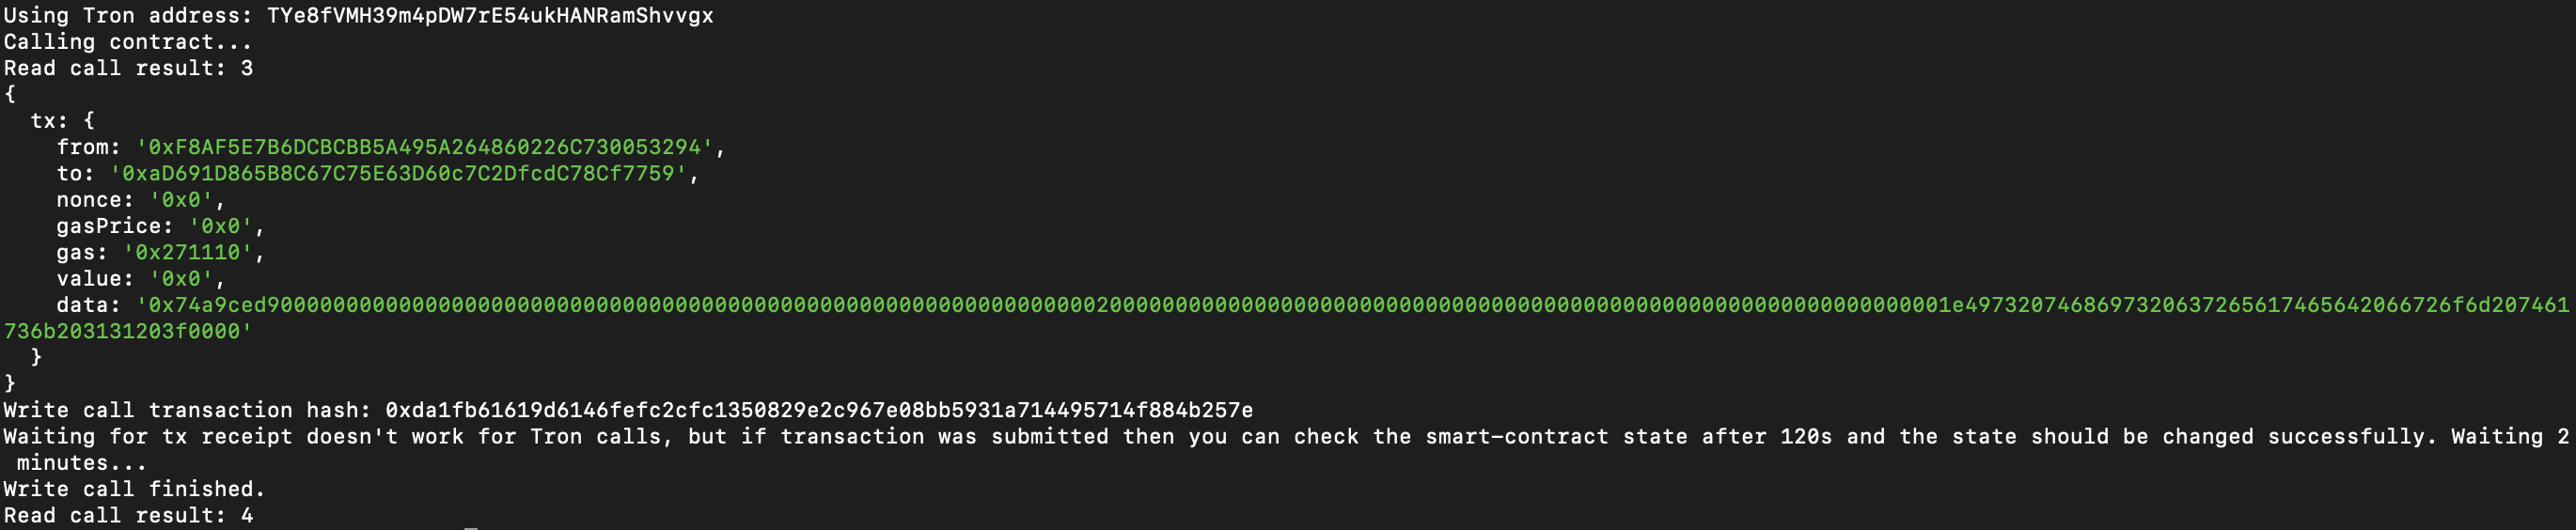 Using Tron address: TYe8fVMH39m4pDW7rE54ukHANRamShvvgx
Calling contract...
Read call result: 3
{
tx: {
from: '0xF8AF5E7B6DCBCBB5A495A264860226C730053294',
to: '0xaD691D865B8C67C75E63D60c7C2DfcdC78Cf7759',
nonce: '0x0',
gasPrice: '0x0',
gas: '0x271110',
value: '0x0',
data: '0x74a9ced90000000000000000000000000000000000000000000000000000000000000020000000000000000000000000000000000000000000000000000000000000001e4973207468697320637265617465642066726f6d207461
736b203131203f0000'
}
}
Write call transaction hash: 0xda1fb61619d6146fefc2cfc1350829e2c967e08bb5931a714495714f884b257e
Waiting for tx receipt doesn't work for Tron calls, but if transaction was submitted then you can check the smart-contract state after 120s and the state should be changed successfully. Waiting 2
minutes...
Write call finished.
Read call result: 4